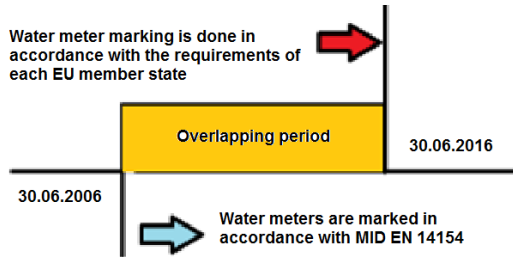 Water meter marking is done in
accordance with the requirements of
each EU member state
Overlapping period
30.06.2016
30.06.2006
Water meters are marked in
accordance with MID EN 14154